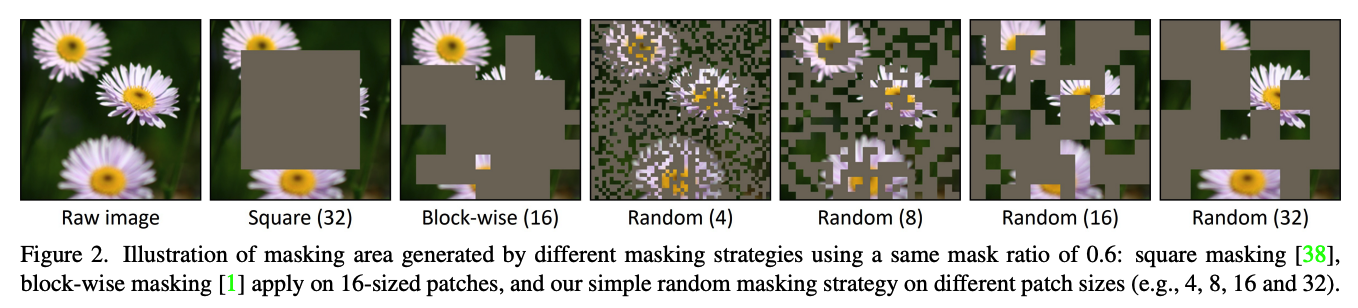 Raw image
Square (32)
Block-wise (16)
Random (4)
Random (8)
Random (16)
Random (32)
Figure 2. Illustration of masking area generated by different masking strategies using a same mask ratio of 0.6: square masking [38],
block-wise masking [1] apply on 16-sized patches, and our simple random masking strategy on different patch sizes (e.g., 4, 8, 16 and 32).